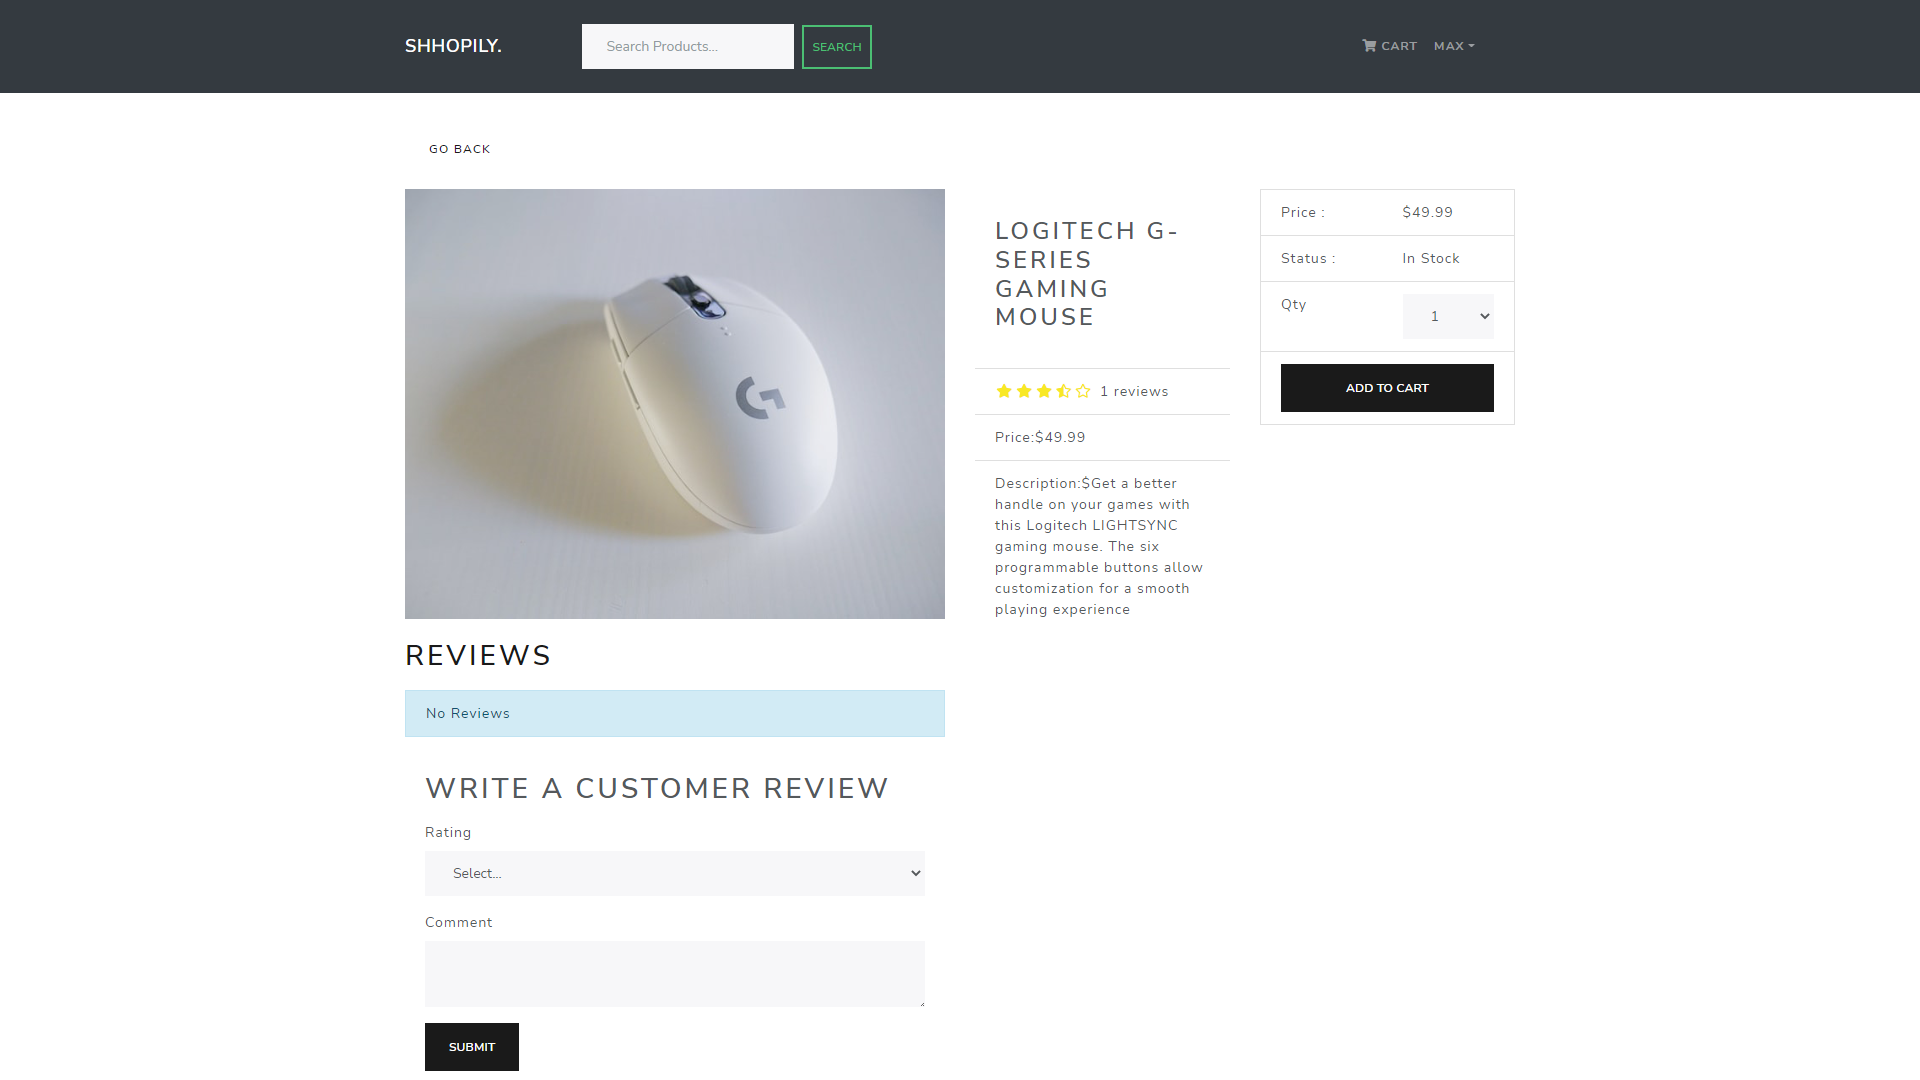 SHHOPILY.
Search Products...
SEARCH
CART
MAX
GO BACK
LOGITECH G-
SERIES
GAMING
MOUSE
1 reviews
Price:$49.99
Description:$Get a better
handle on your games with
this Logitech LIGHTSYNC
gaming mouse. The six
programmable buttons allow
customization for a smooth
playing experience
Price :
$49.99
Status :
In Stock
Qty
1
ADD TO CART
G
REVIEWS
No Reviews
WRITE A CUSTOMER REVIEW
Rating
Select...
Comment
SUBMIT